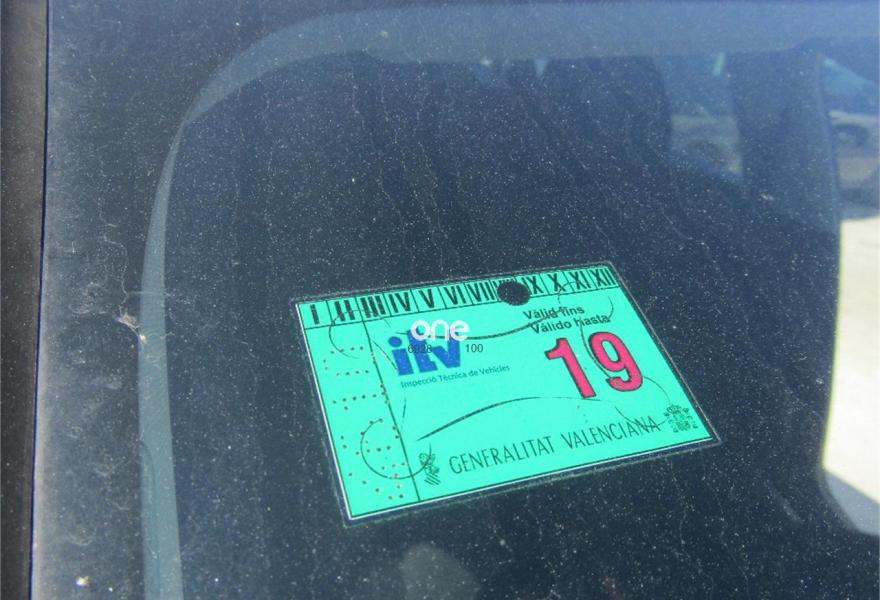 I II III IV V VI VII VIII IX X XI XII
Vàlid fins
Válido hasta
one
6928 100
itv
19
Inspecció Tècnica de Vehicles
GENERALITAT VALENCIANA